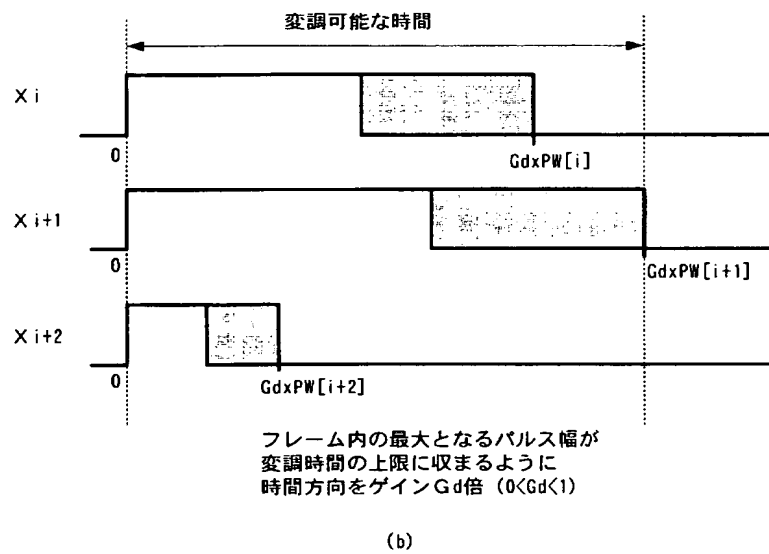 変調可能な時間
X i
0
GdxPW[i]
X i+1
0
GdxPW[i+1]
X i+2
0
GdxPW[i+2]
フレーム内の最大となるパルス幅が
変調時間の上限に収まるように
時間方向をゲインGd倍 (0<Gd<1)
(b)